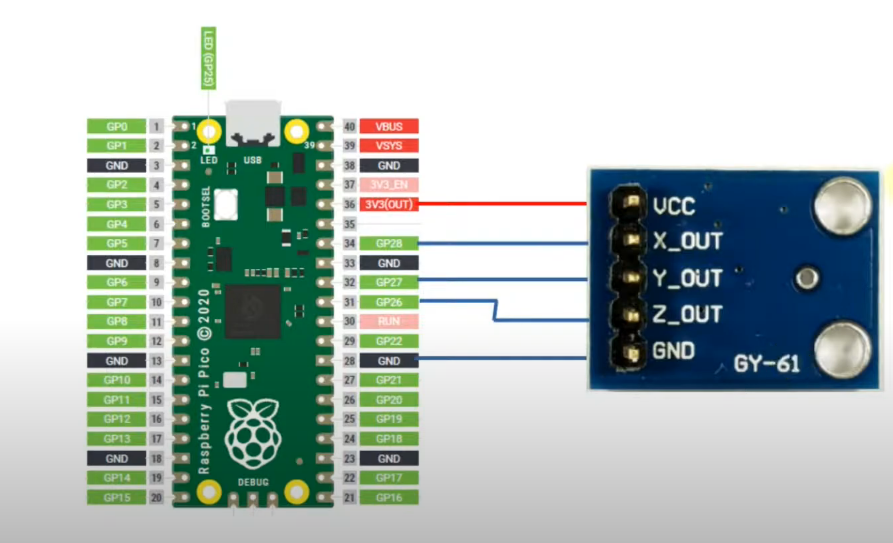 LED (GP25)
GP0 1 1 40 VBUS
GP1 2 2 39 39 VSYS
LED USB
GND 3 38 GND
GP2 4 37 3V3_EN
GP3 5 36 3V3(OUT)
BOOTSEL
GP4 6 35
GP5 7 34 GP28
GND 8 33 GND
GP6 9 32 GP27
GP7 10 31 GP26
GP8 11 30 RUN
GP9 12 29 GP22
GND 13 28 GND
GP10 14 27 GP21
GP11 15 26 GP20
GP12 16 25 GP19
GP13 17 24 GP18
GND 18 23 GND
GP14 19 22 GP17
GP15 20 21 GP16
Raspberry Pi Pico © 2020
DEBUG
VCC
X_OUT
Y_OUT
Z_OUT
GND
GY-61